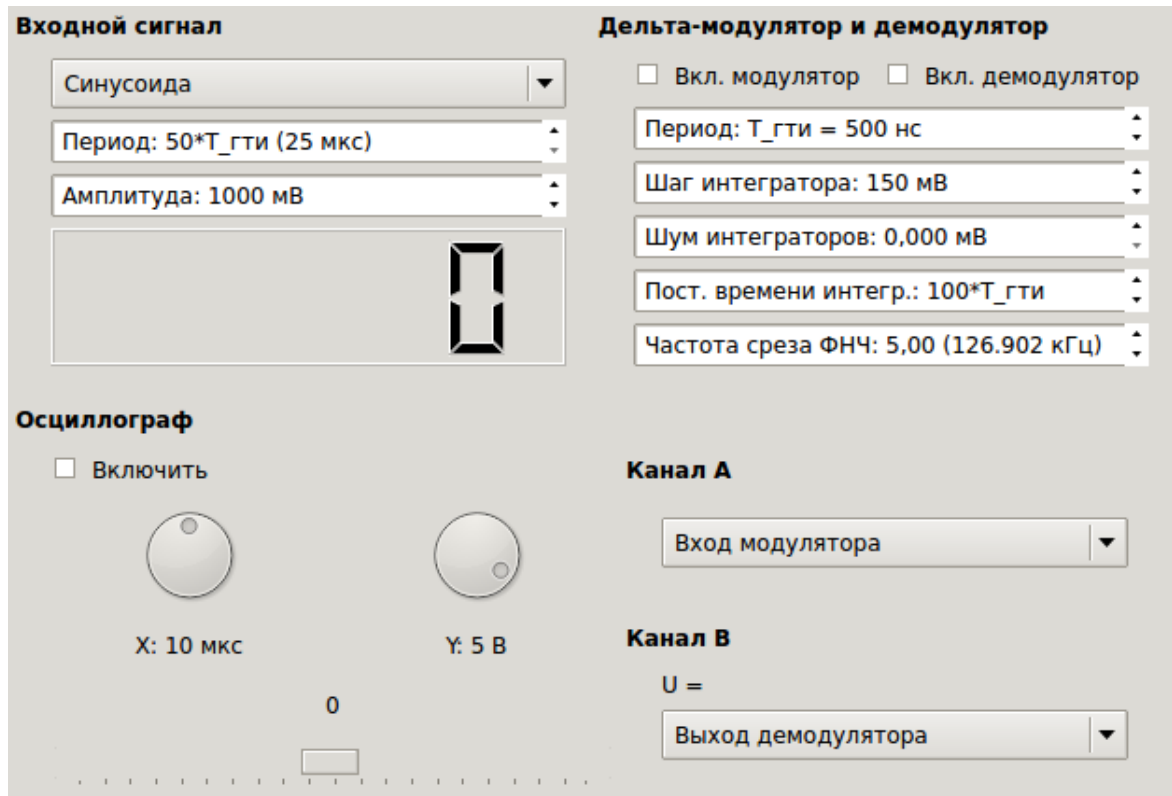 Входной сигнал
Синусоида
Период: 50*Т_гти (25 мкс)
Амплитуда: 1000 мВ
0
Дельта-модулятор и демодулятор
Вкл. модулятор Вкл. демодулятор
Период: Т_гти = 500 нс
Шаг интегратора: 150 мВ
Шум интеграторов: 0,000 мВ
Пост. времени интегр.: 100*Т_гти
Частота среза ФНЧ: 5,00 (126.902 кГц)
Осциллограф
Включить
X: 10 мкс
Y: 5 В
0
Канал A
Вход модулятора
Канал B
U =
Выход демодулятора